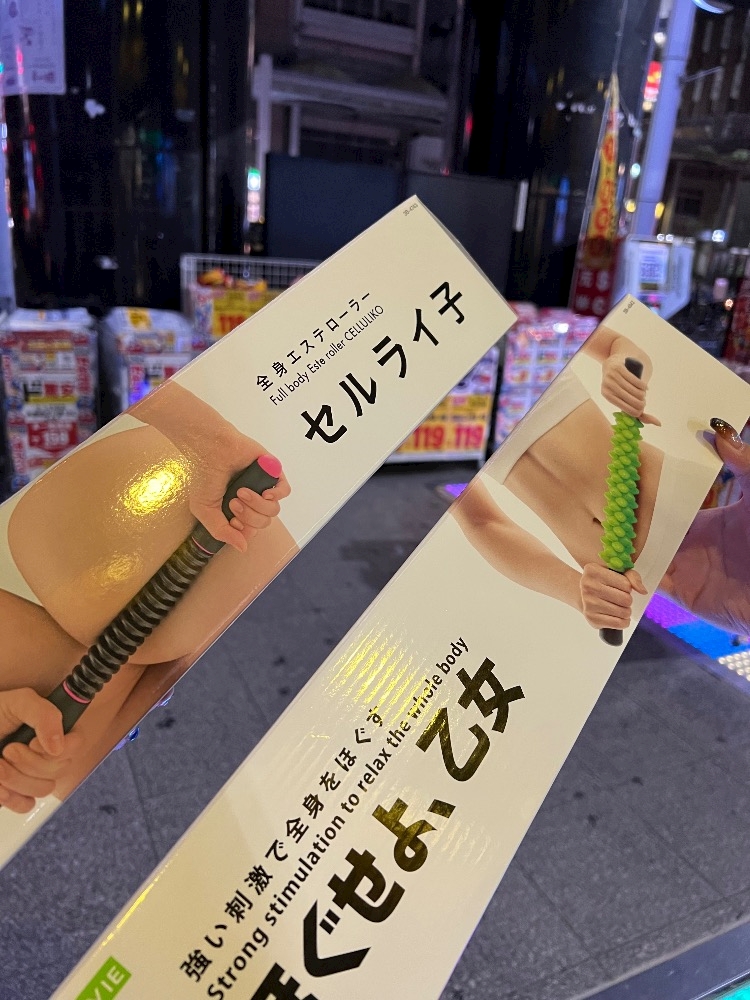 全身エステローラー
Full body Este roller CELLULIKO
セルライ子
強い刺激で全身をほぐす
Strong stimulation to relax the whole body
ほぐせよ、乙女
VIE
119
119